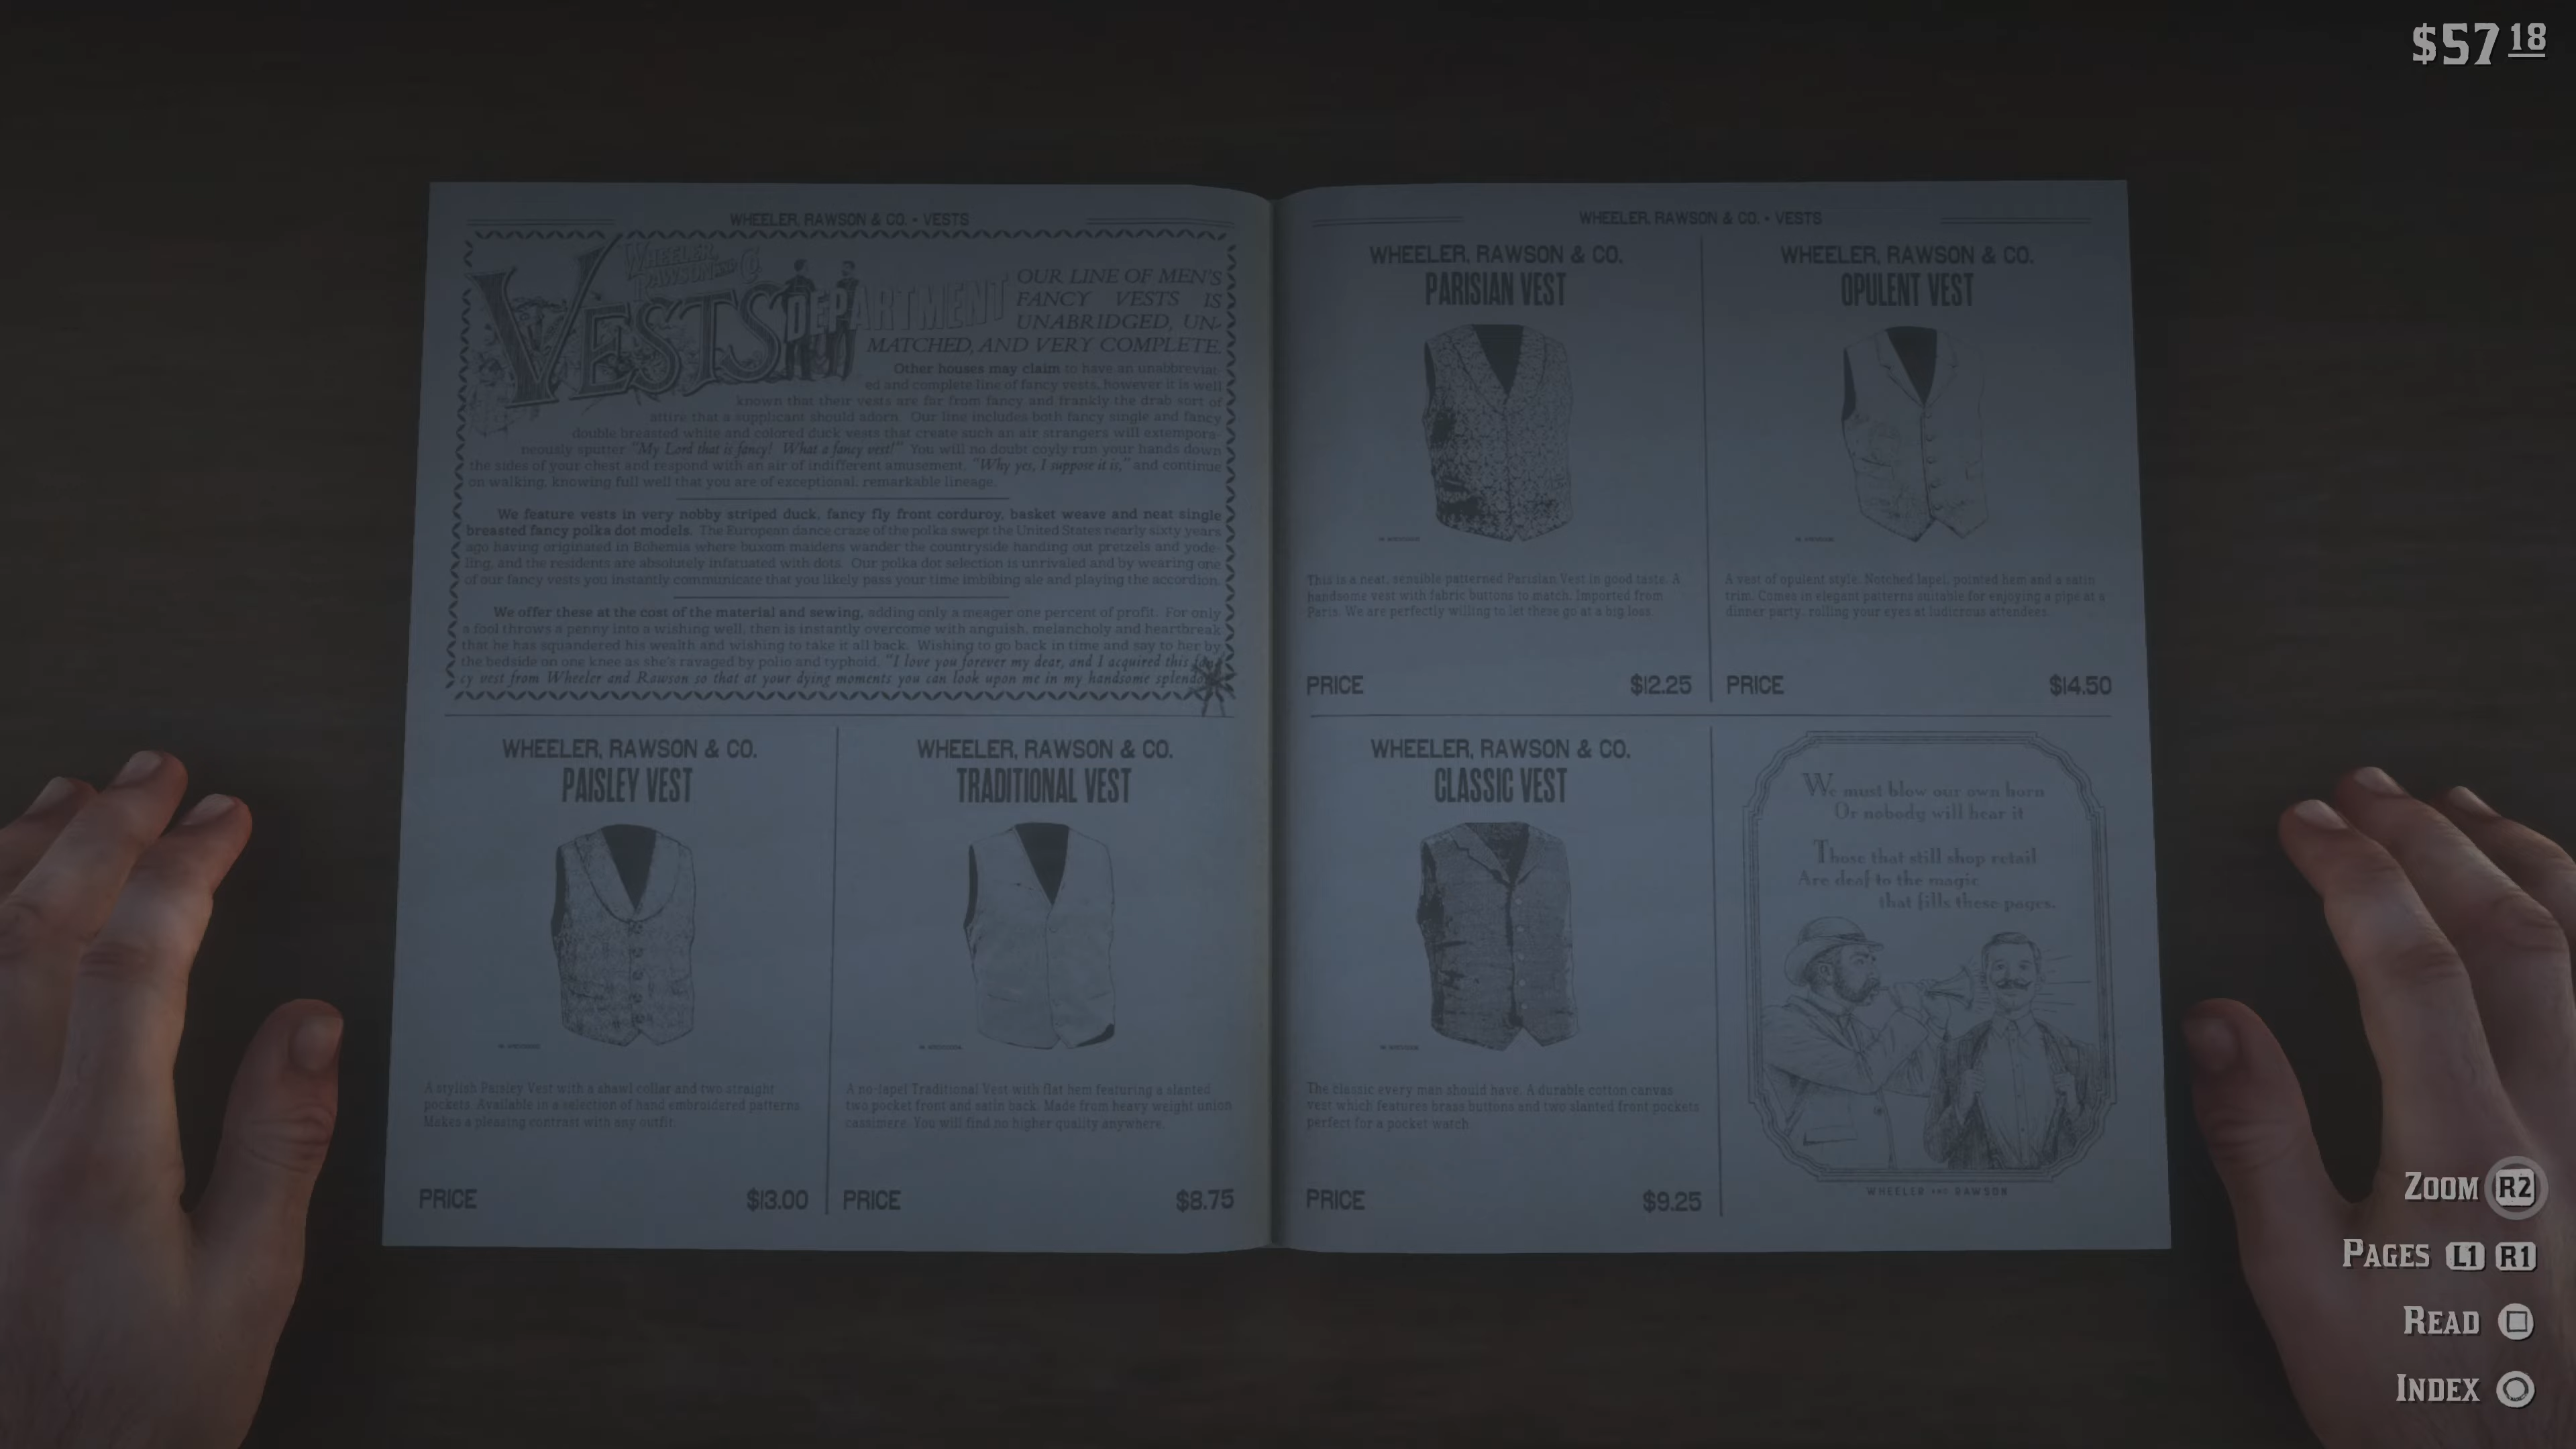 $57 18
WHEELER, RAWSON & CO. • VESTS
WHEELER,
RAWSON AND CO
VESTS DEPARTMENT
OUR LINE OF MEN'S
FANCY VESTS IS
UNABRIDGED, UN-
MATCHED, AND VERY COMPLETE.
Other houses may claim to have an unabbreviat-
ed and complete line of fancy vests, however it is well
known that their vests are far from fancy and frankly the drab sort of
attire that a supplicant should adorn. Our line includes both fancy single and fancy
double breasted white and colored duck vests that create such an air strangers will extempora-
neously sputter "My Lord that is fancy! What a fancy vest!" You will no doubt coyly run your hands down
the sides of your chest and respond with an air of indifferent amusement, "Why yes, I suppose it is," and continue
on walking, knowing full well that you are of exceptional, remarkable lineage.
We feature vests in very nobby striped duck, fancy fly front corduroy, basket weave and neat single
breasted fancy polka dot models. The European dance craze of the polka swept the United States nearly sixty years
ago having originated in Bohemia where buxom maidens wander the countryside handing out pretzels and yode-
ling, and the residents are absolutely infatuated with dots. Our polka dot selection is unrivaled and by wearing one
of our fancy vests you instantly communicate that you likely pass your time imbibing ale and playing the accordion.
We offer these at the cost of the material and sewing, adding only a meager one percent of profit. For only
a fool throws a penny into a wishing well, then is instantly overcome with anguish, melancholy and heartbreak
that he has squandered his wealth and wishing to take it all back. Wishing to go back in time and say to her by
the bedside on one knee as she's ravaged by polio and typhoid, "I love you forever my dear, and I acquired this
cy vest from Wheeler and Rawson so that at your dying moments you can look upon me in my handsome
WHEELER, RAWSON & CO.
PAISLEY VEST
A stylish Paisley Vest with a shawl collar and two straight
pockets. Available in a selection of hand embroidered patterns.
Makes a pleasing contrast with any outfit.
PRICE $13.00
WHEELER, RAWSON & CO.
TRADITIONAL VEST
A no-lapel Traditional Vest with flat hem featuring a slanted
two pocket front and satin back. Made from heavy weight union
cassimere. You will find no higher quality anywhere.
PRICE $8.75
WHEELER, RAWSON & CO. • VESTS
WHEELER, RAWSON & CO.
PARISIAN VEST
This is a neat, sensible patterned Parisian Vest in good taste. A
handsome vest with fabric buttons to match. Imported from
Paris. We are perfectly willing to let these go at a big loss.
PRICE $12.25
WHEELER, RAWSON & CO.
OPULENT VEST
A vest of opulent style. Notched lapel, pointed hem and a satin
trim. Comes in elegant patterns suitable for enjoying a pipe at a
dinner party, rolling your eyes at ludicrous attendees.
PRICE $14.50
WHEELER, RAWSON & CO.
CLASSIC VEST
The classic every man should have. A durable cotton canvas
vest which features brass buttons and two slanted front pockets
perfect for a pocket watch.
PRICE $9.25
We must blow our own horn
Or nobody will hear it
Those that still shop retail
Are deaf to the magic
that fills these pages.
WHEELER AND RAWSON
ZOOM R2
PAGES L1 R1
READ
INDEX